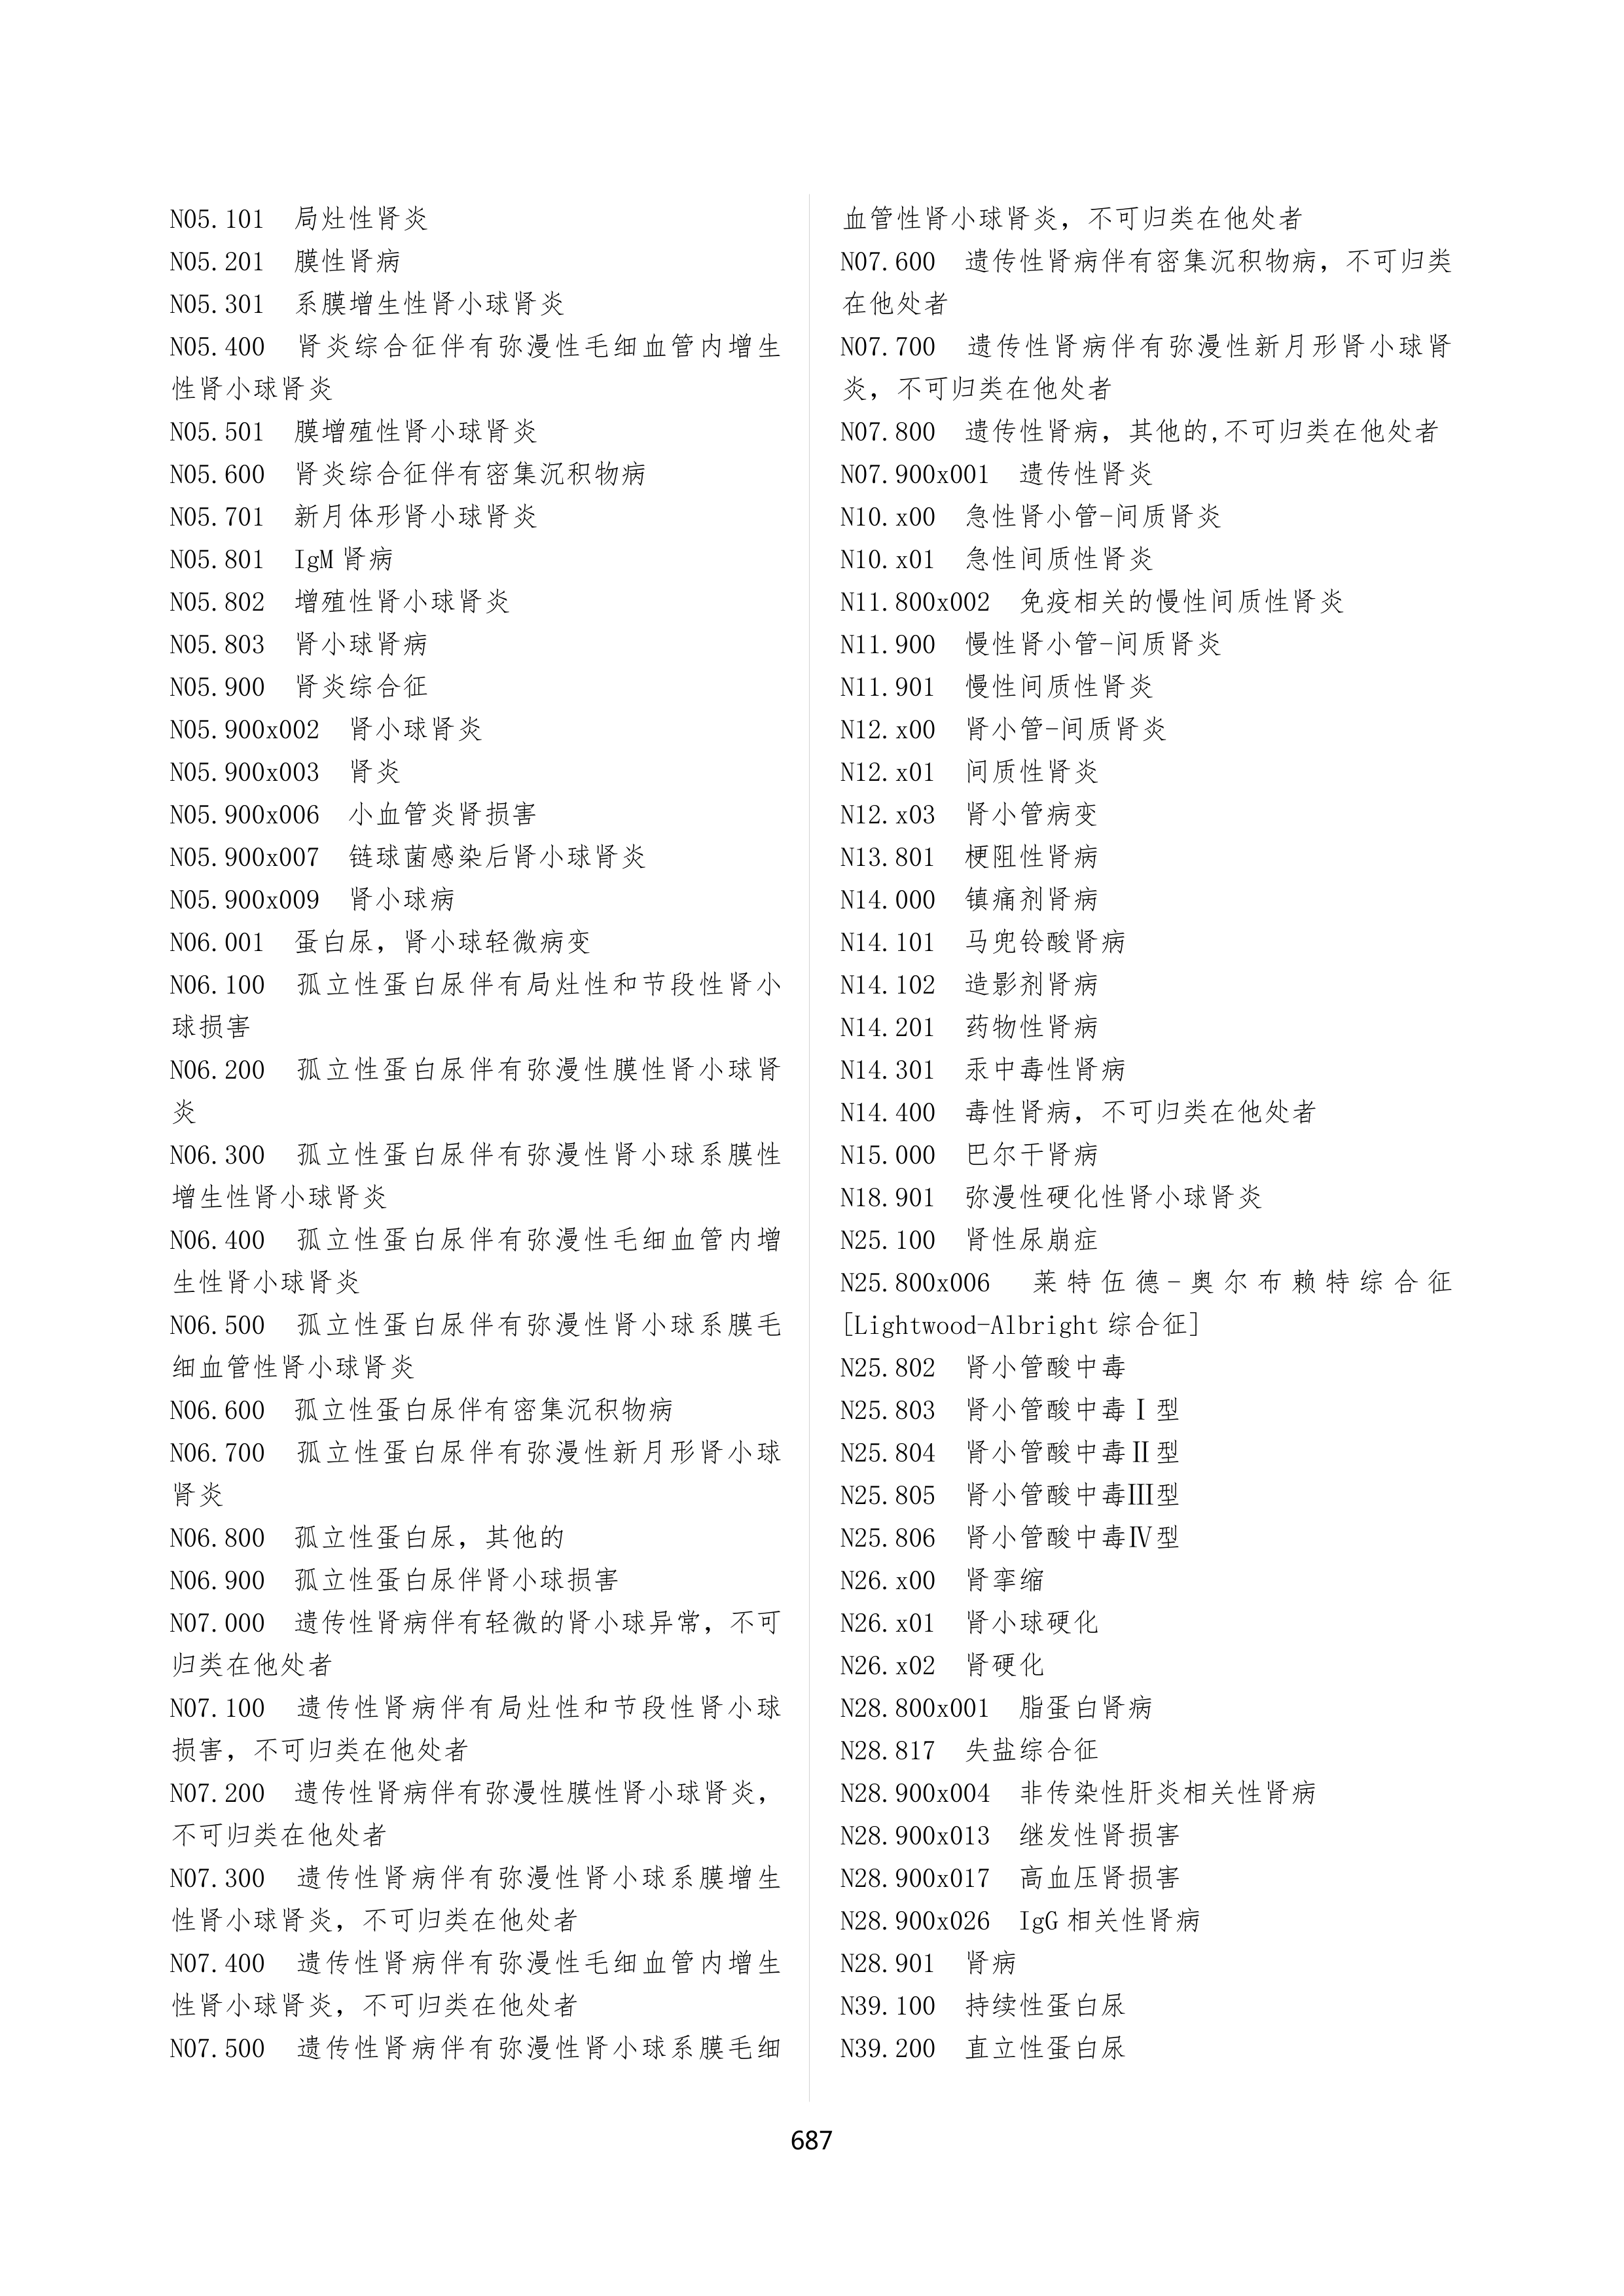 N05.101 局灶性肾炎
N05.201 膜性肾病
N05.301 系膜增生性肾小球肾炎
N05.400 肾炎综合征伴有弥漫性毛细血管内增生
性肾小球肾炎
N05.501 膜增殖性肾小球肾炎
N05.600 肾炎综合征伴有密集沉积物病
N05.701 新月体形肾小球肾炎
N05.801 IgM 肾病
N05.802 增殖性肾小球肾炎
N05.803 肾小球肾病
N05.900 肾炎综合征
N05.900x002 肾小球肾炎
N05.900x003 肾炎
N05.900x006 小血管炎肾损害
N05.900x007 链球菌感染后肾小球肾炎
N05.900x009 肾小球病
N06.001 蛋白尿，肾小球轻微病变
N06.100 孤立性蛋白尿伴有局灶性和节段性肾小
球损害
N06.200 孤立性蛋白尿伴有弥漫性膜性肾小球肾
炎
N06.300 孤立性蛋白尿伴有弥漫性肾小球系膜性
增生性肾小球肾炎
N06.400 孤立性蛋白尿伴有弥漫性毛细血管内增
生性肾小球肾炎
N06.500 孤立性蛋白尿伴有弥漫性肾小球系膜毛
细血管性肾小球肾炎
N06.600 孤立性蛋白尿伴有密集沉积物病
N06.700 孤立性蛋白尿伴有弥漫性新月形肾小球
肾炎
N06.800 孤立性蛋白尿，其他的
N06.900 孤立性蛋白尿伴肾小球损害
N07.000 遗传性肾病伴有轻微的肾小球异常，不可
归类在他处者
N07.100 遗传性肾病伴有局灶性和节段性肾小球
损害，不可归类在他处者
N07.200 遗传性肾病伴有弥漫性膜性肾小球肾炎，
不可归类在他处者
N07.300 遗传性肾病伴有弥漫性肾小球系膜增生
性肾小球肾炎，不可归类在他处者
N07.400 遗传性肾病伴有弥漫性毛细血管内增生
性肾小球肾炎，不可归类在他处者
N07.500 遗传性肾病伴有弥漫性肾小球系膜毛细
血管性肾小球肾炎，不可归类在他处者
N07.600 遗传性肾病伴有密集沉积物病，不可归类
在他处者
N07.700 遗传性肾病伴有弥漫性新月形肾小球肾
炎，不可归类在他处者
N07.800 遗传性肾病，其他的,不可归类在他处者
N07.900x001 遗传性肾炎
N10.x00 急性肾小管-间质肾炎
N10.x01 急性间质性肾炎
N11.800x002 免疫相关的慢性间质性肾炎
N11.900 慢性肾小管-间质肾炎
N11.901 慢性间质性肾炎
N12.x00 肾小管-间质肾炎
N12.x01 间质性肾炎
N12.x03 肾小管病变
N13.801 梗阻性肾病
N14.000 镇痛剂肾病
N14.101 马兜铃酸肾病
N14.102 造影剂肾病
N14.201 药物性肾病
N14.301 汞中毒性肾病
N14.400 毒性肾病，不可归类在他处者
N15.000 巴尔干肾病
N18.901 弥漫性硬化性肾小球肾炎
N25.100 肾性尿崩症
N25.800x006 莱特伍德-奥尔布赖特综合征
[Lightwood-Albright 综合征]
N25.802 肾小管酸中毒
N25.803 肾小管酸中毒Ⅰ型
N25.804 肾小管酸中毒Ⅱ型
N25.805 肾小管酸中毒Ⅲ型
N25.806 肾小管酸中毒Ⅳ型
N26.x00 肾挛缩
N26.x01 肾小球硬化
N26.x02 肾硬化
N28.800x001 脂蛋白肾病
N28.817 失盐综合征
N28.900x004 非传染性肝炎相关性肾病
N28.900x013 继发性肾损害
N28.900x017 高血压肾损害
N28.900x026 IgG 相关性肾病
N28.901 肾病
N39.100 持续性蛋白尿
N39.200 直立性蛋白尿
687